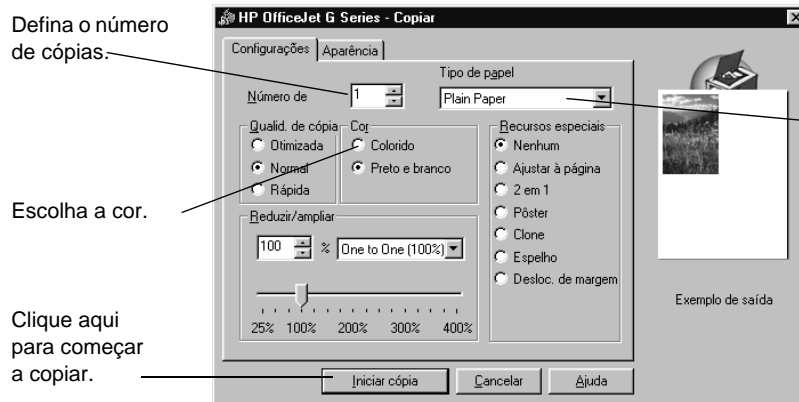 Defina o número
de cópias.
Escolha a cor.
Clique aqui
para começar
a copiar.
HP OfficeJet G Series - Copiar
Configurações Aparência
Tipo de papel
Número de 1 Plain Paper
Qualid. de cópia
Otimizada
Normal
Rápida
Cor
Colorido
Preto e branco
Recursos especiais
Nenhum
Ajustar à página
2 em 1
Pôster
Clone
Espelho
Desloc. de margem
Reduzir/ampliar
100 % One to One (100%)
25% 100% 200% 300% 400%
Exemplo de saída
Iniciar cópia Cancelar Ajuda